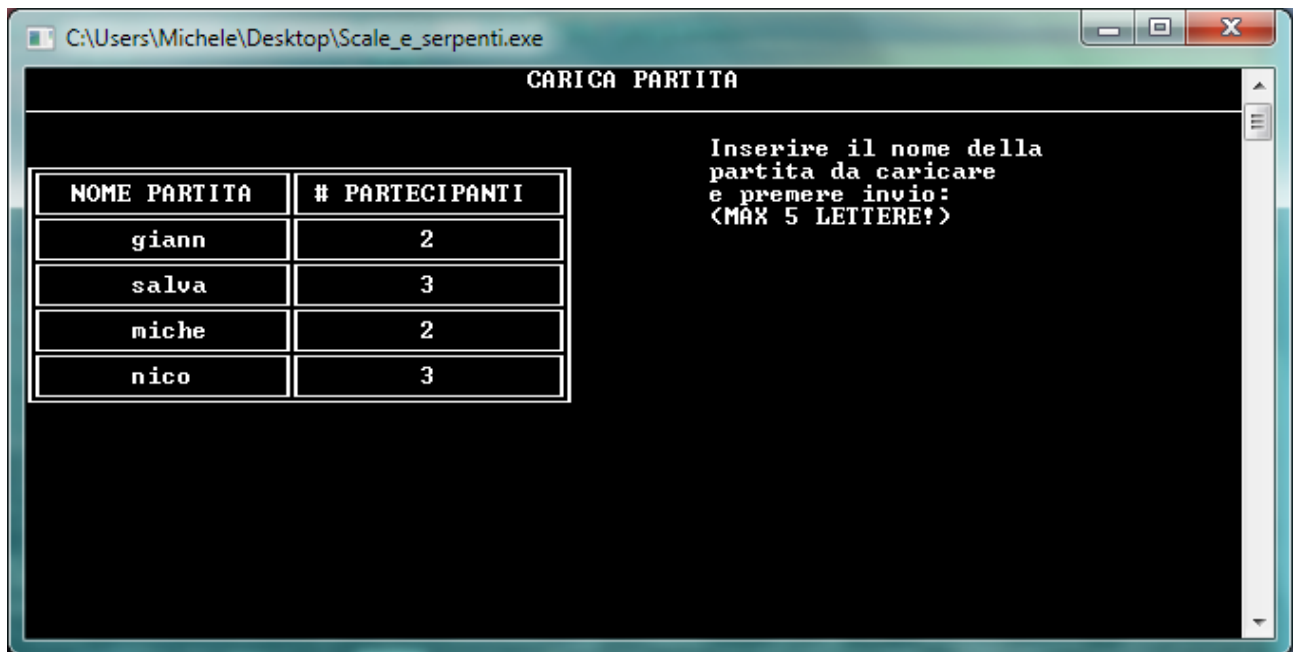 C:\Users\Michele\Desktop\Scale_e_serpenti.exe
CARICA PARTITA
NOME PARTITA # PARTECIPANTI
giann 2
salva 3
miche 2
nico 3
Inserire il nome della
partita da caricare
e premere invio:
(MAX 5 LETTERE!)